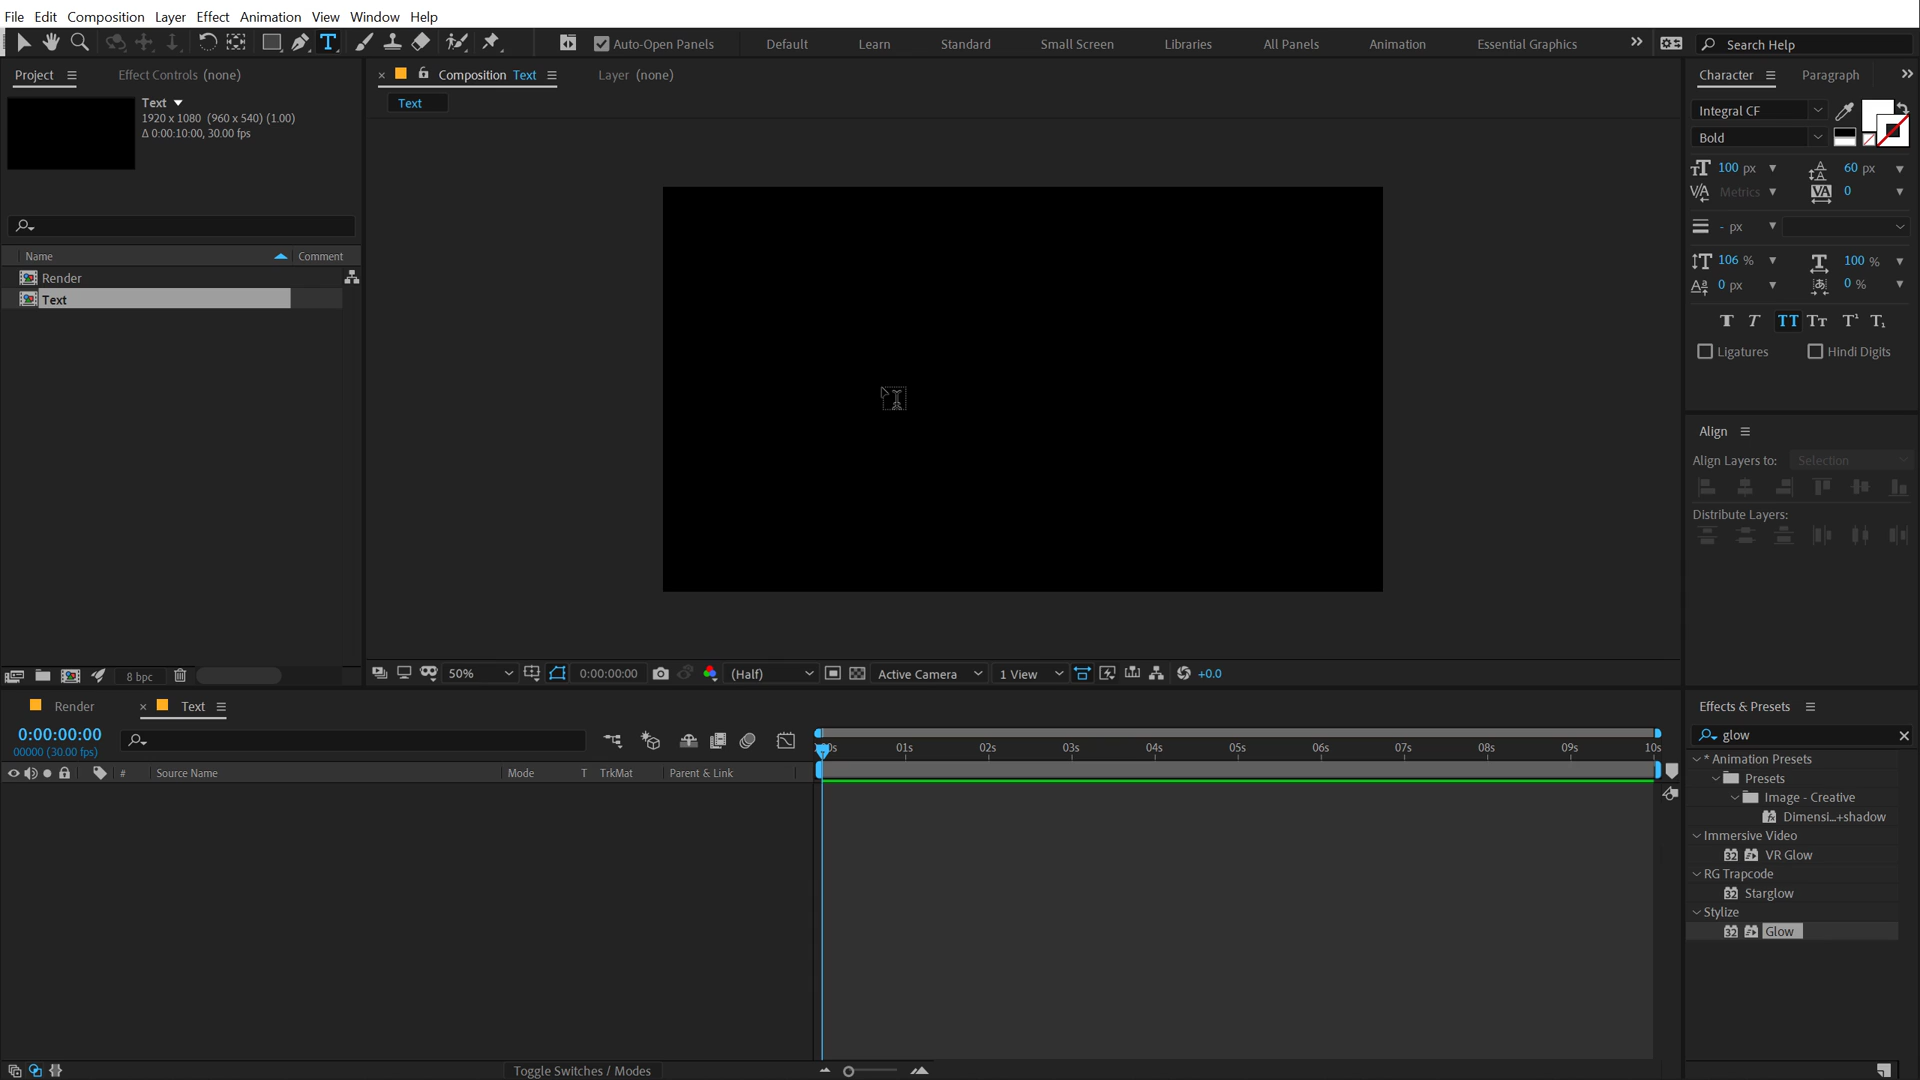 File Edit Composition Layer Effect Animation View Window Help
Auto-Open Panels Default Learn Standard Small Screen Libraries All Panels Animation Essential Graphics Search Help
Project Effect Controls (none)
Text
1920 x 1080 (960 x 540) (1.00)
Δ 0:00:10:00, 30.00 fps
Name Comment
Render
Text
8 bpc
Composition Text Layer (none)
Text
50% 0:00:00:00 (Half) Active Camera 1 View +0.0
Character Paragraph
Integral CF
Bold
100 px 60 px
Metrics 0
- px
106 % 100 %
0 px 0 %
Ligatures Hindi Digits
Align
Align Layers to: Selection
Distribute Layers:
Render Text
0:00:00:00
00000 (30.00 fps)
# Source Name Mode T TrkMat Parent & Link
01s 02s 03s 04s 05s 06s 07s 08s 09s 10s
Toggle Switches / Modes
Effects & Presets
glow
* Animation Presets
Presets
Image - Creative
Dimensi...+shadow
Immersive Video
VR Glow
RG Trapcode
Starglow
Stylize
Glow